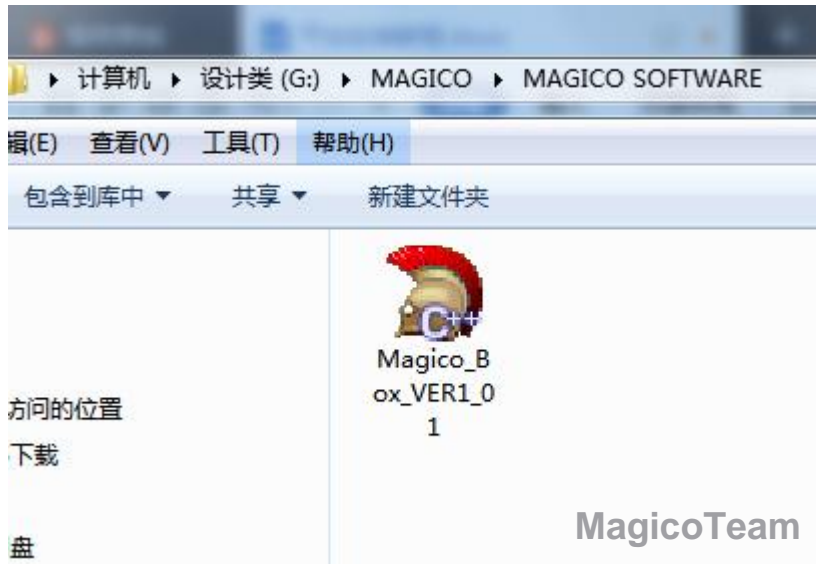 计算机 设计类 (G:) MAGICO MAGICO SOFTWARE
辑(E) 查看(V) 工具(T) 帮助(H)
包含到库中 共享 新建文件夹
Magico_B
ox_VER1_0
1
访问的位置
下载
盘
MagicoTeam